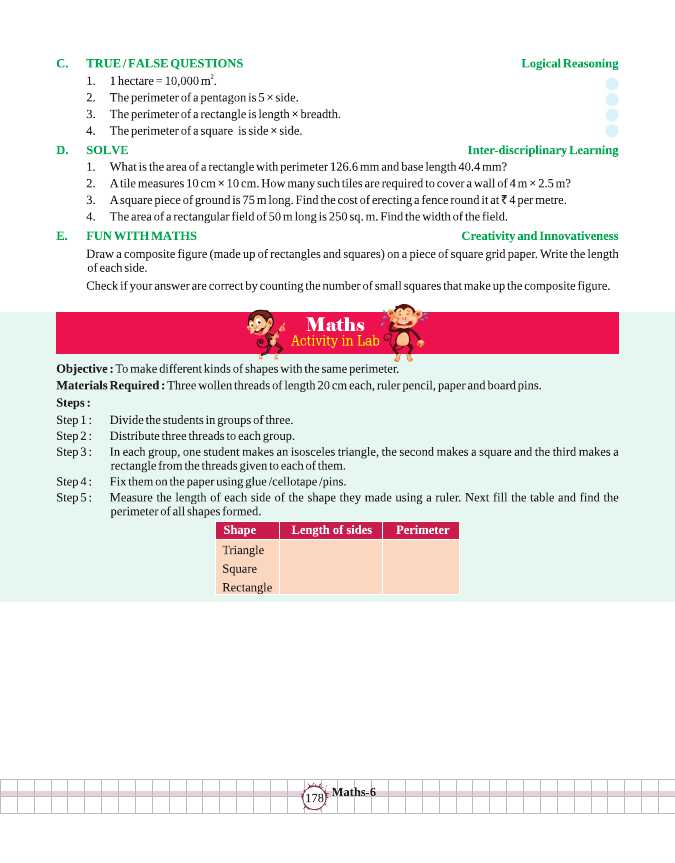 C. TRUE / FALSE QUESTIONS Logical Reasoning
1. 1 hectare = 10,000 m².
2. The perimeter of a pentagon is 5 × side.
3. The perimeter of a rectangle is length × breadth.
4. The perimeter of a square is side × side.
D. SOLVE Inter-discriplinary Learning
1. What is the area of a rectangle with perimeter 126.6 mm and base length 40.4 mm?
2. A tile measures 10 cm × 10 cm. How many such tiles are required to cover a wall of 4 m × 2.5 m?
3. A square piece of ground is 75 m long. Find the cost of erecting a fence round it at ₹ 4 per metre.
4. The area of a rectangular field of 50 m long is 250 sq. m. Find the width of the field.
E. FUN WITH MATHS Creativity and Innovativeness
Draw a composite figure (made up of rectangles and squares) on a piece of square grid paper. Write the length
of each side.
Check if your answer are correct by counting the number of small squares that make up the composite figure.
Maths
Activity in Lab
Objective : To make different kinds of shapes with the same perimeter.
Materials Required : Three wollen threads of length 20 cm each, ruler pencil, paper and board pins.
Steps :
Step 1 : Divide the students in groups of three.
Step 2 : Distribute three threads to each group.
Step 3 : In each group, one student makes an isosceles triangle, the second makes a square and the third makes a
rectangle from the threads given to each of them.
Step 4 : Fix them on the paper using glue /cellotape /pins.
Step 5 : Measure the length of each side of the shape they made using a ruler. Next fill the table and find the
perimeter of all shapes formed.
Shape Length of sides Perimeter
Triangle
Square
Rectangle
178 Maths-6